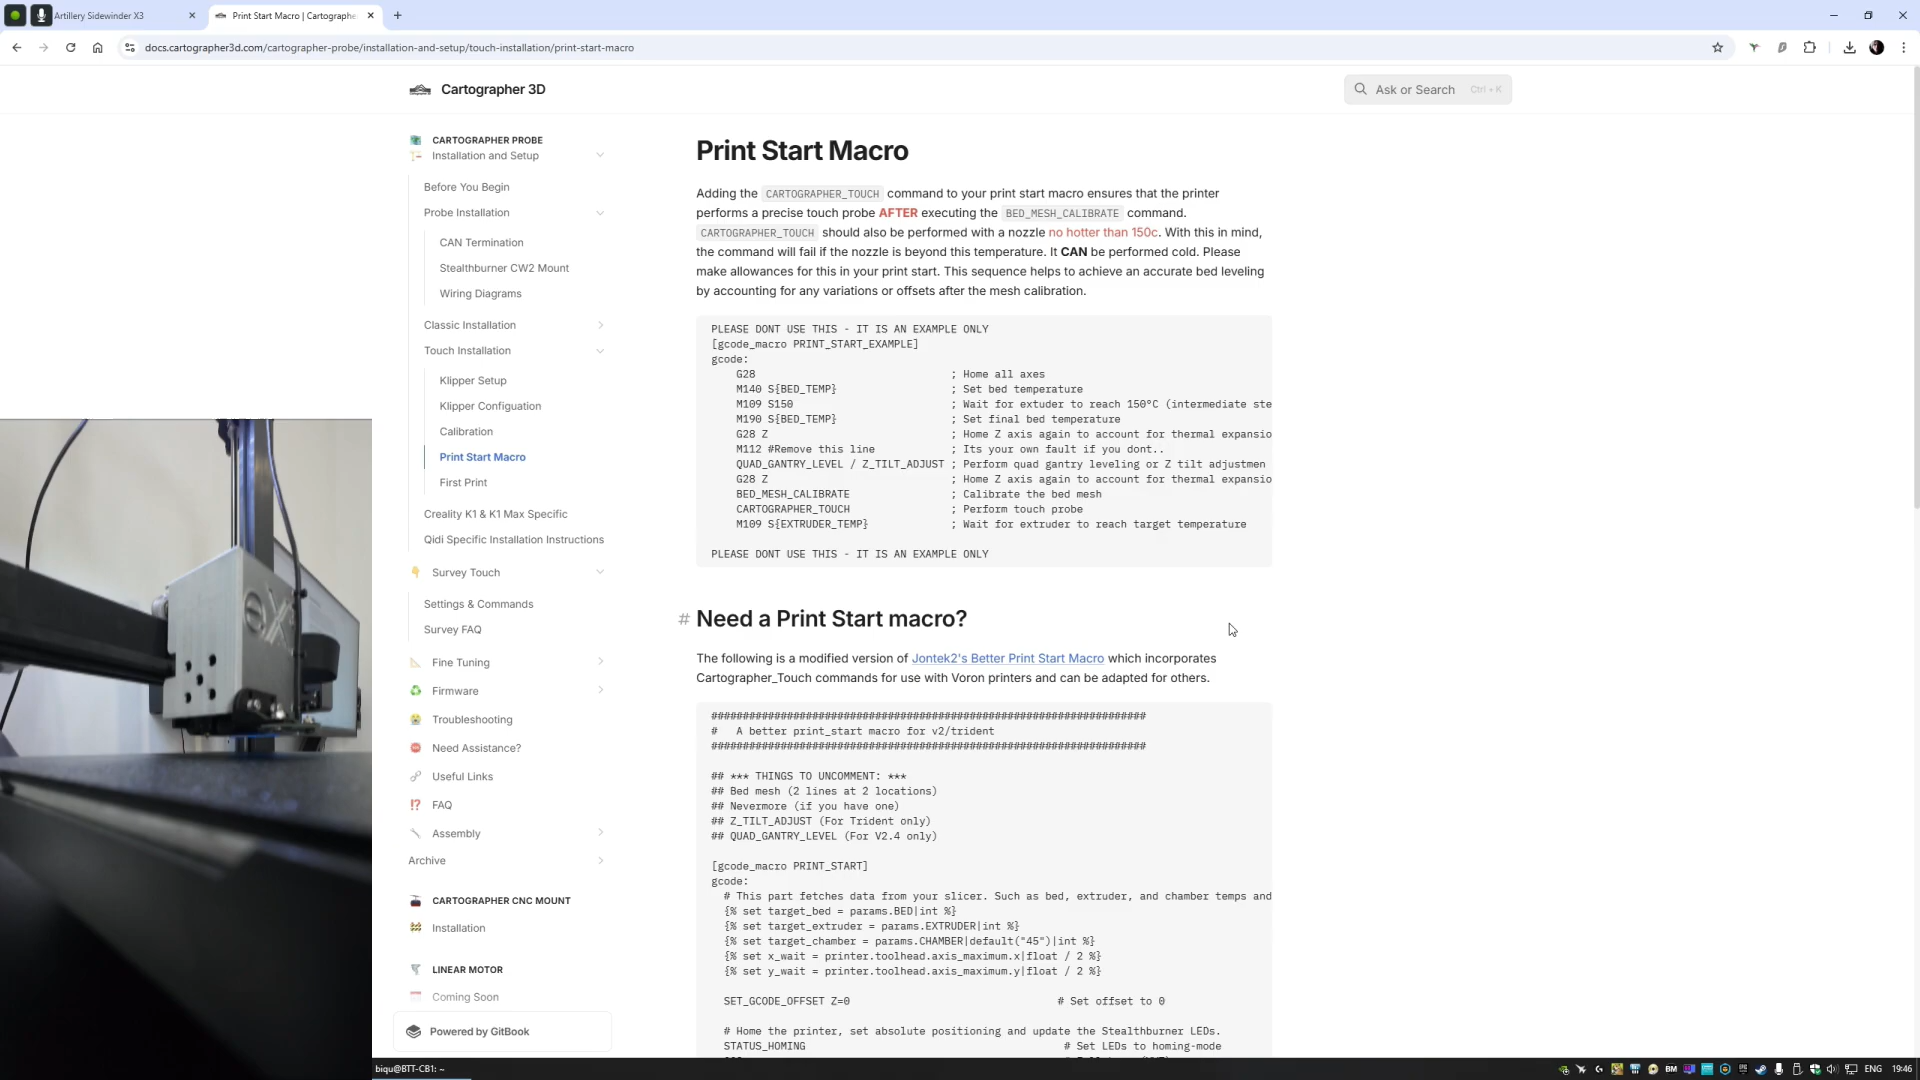 Artillery Sidewinder X3
Print Start Macro | Cartographe
docs.cartographer3d.com/cartographer-probe/installation-and-setup/touch-installation/print-start-macro
Cartographer 3D
Ask or Search Ctrl + K
CARTOGRAPHER PROBE
Installation and Setup
Before You Begin
Probe Installation
CAN Termination
Stealthburner CW2 Mount
Wiring Diagrams
Classic Installation
Touch Installation
Klipper Setup
Klipper Configuation
Calibration
Print Start Macro
First Print
Creality K1 & K1 Max Specific
Qidi Specific Installation Instructions
Survey Touch
Settings & Commands
Survey FAQ
Fine Tuning
Firmware
Troubleshooting
Need Assistance?
Useful Links
FAQ
Assembly
Archive
CARTOGRAPHER CNC MOUNT
Installation
LINEAR MOTOR
Coming Soon
Powered by GitBook
Print Start Macro
Adding the CARTOGRAPHER_TOUCH command to your print start macro ensures that the printer
performs a precise touch probe AFTER executing the BED_MESH_CALIBRATE command.
CARTOGRAPHER_TOUCH should also be performed with a nozzle no hotter than 150c. With this in mind,
the command will fail if the nozzle is beyond this temperature. It CAN be performed cold. Please
make allowances for this in your print start. This sequence helps to achieve an accurate bed leveling
by accounting for any variations or offsets after the mesh calibration.
PLEASE DONT USE THIS - IT IS AN EXAMPLE ONLY
[gcode_macro PRINT_START_EXAMPLE]
gcode:
G28 ; Home all axes
M140 S{BED_TEMP} ; Set bed temperature
M109 S150 ; Wait for extuder to reach 150°C (intermediate ste
M190 S{BED_TEMP} ; Set final bed temperature
G28 Z ; Home Z axis again to account for thermal expansio
M112 #Remove this line ; Its your own fault if you dont..
QUAD_GANTRY_LEVEL / Z_TILT_ADJUST ; Perform quad gantry leveling or Z tilt adjustmen
G28 Z ; Home Z axis again to account for thermal expansio
BED_MESH_CALIBRATE ; Calibrate the bed mesh
CARTOGRAPHER_TOUCH ; Perform touch probe
M109 S{EXTRUDER_TEMP} ; Wait for extruder to reach target temperature
PLEASE DONT USE THIS - IT IS AN EXAMPLE ONLY
# Need a Print Start macro?
The following is a modified version of Jontek2's Better Print Start Macro which incorporates
Cartographer_Touch commands for use with Voron printers and can be adapted for others.
#####################################################################
# A better print_start macro for v2/trident
#####################################################################
## *** THINGS TO UNCOMMENT: ***
## Bed mesh (2 lines at 2 locations)
## Nevermore (if you have one)
## Z_TILT_ADJUST (For Trident only)
## QUAD_GANTRY_LEVEL (For V2.4 only)
[gcode_macro PRINT_START]
gcode:
# This part fetches data from your slicer. Such as bed, extruder, and chamber temps and
{% set target_bed = params.BED|int %}
{% set target_extruder = params.EXTRUDER|int %}
{% set target_chamber = params.CHAMBER|default("45")|int %}
{% set x_wait = printer.toolhead.axis_maximum.x|float / 2 %}
{% set y_wait = printer.toolhead.axis_maximum.y|float / 2 %}
SET_GCODE_OFFSET Z=0 # Set offset to 0
# Home the printer, set absolute positioning and update the Stealthburner LEDs.
STATUS_HOMING # Set LEDs to homing-mode
biqu@BTT-CB1: ~
ENG 19:46